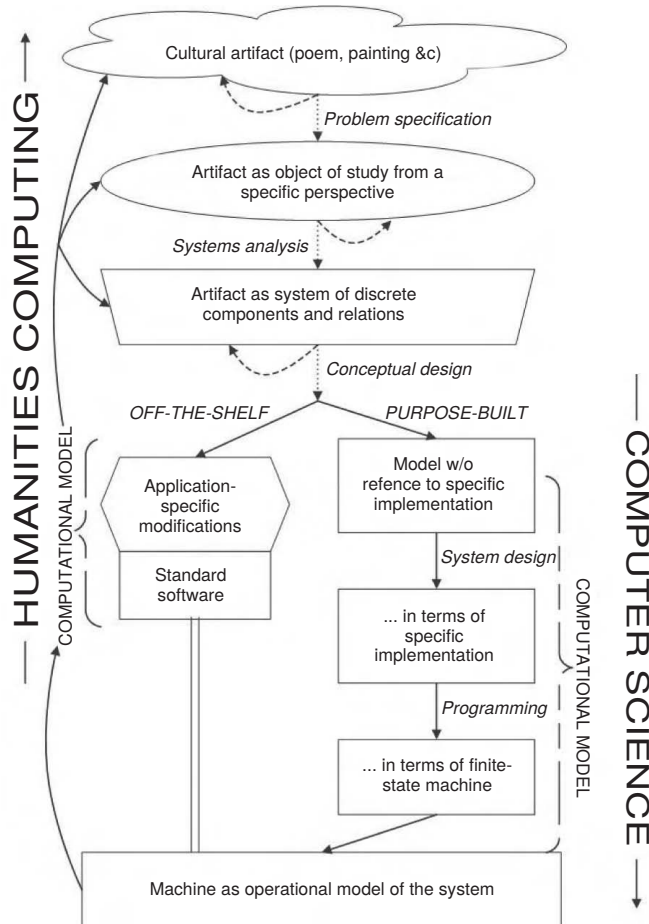 Cultural artifact (poem, painting &c)
Problem specification
Artifact as object of study from a
specific perspective
Systems analysis
Artifact as system of discrete
components and relations
Conceptual design
OFF-THE-SHELF
PURPOSE-BUILT
HUMANITIES COMPUTING
COMPUTATIONAL MODEL
Application-
specific
modifications
Standard
software
Model w/o
refence to specific
implementation
System design
... in terms of
specific
implementation
Programming
... in terms of finite-
state machine
COMPUTATIONAL MODEL
COMPUTER SCIENCE
Machine as operational model of the system